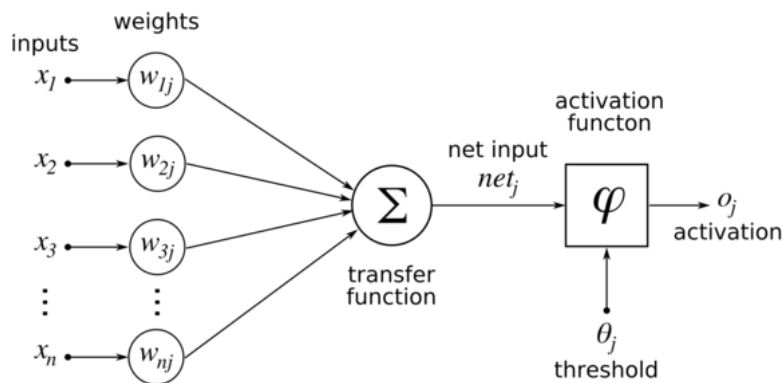 inputs
weights
x₁
w₁ⱼ
x₂
w₂ⱼ
x₃
w₃ⱼ
⋮
⋮
xₙ
wₙⱼ
Σ
transfer
function
net input
netⱼ
activation
functon
φ
oⱼ
activation
θⱼ
threshold